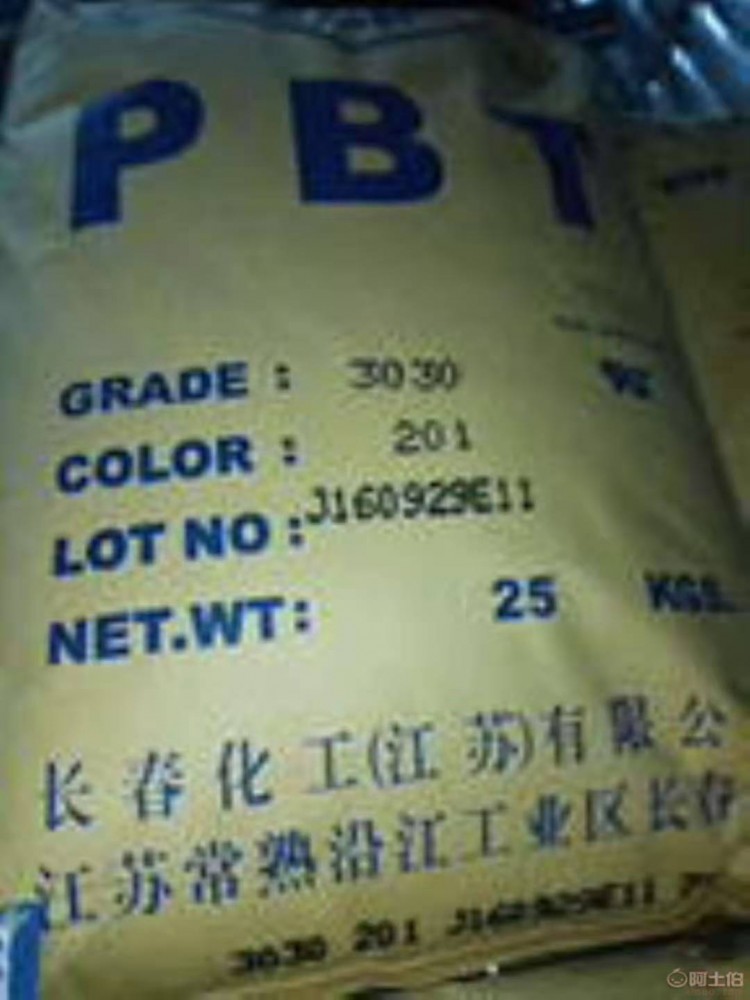 PBT
GRADE : 3030
COLOR : 201
LOT NO : J160929E11
NET.WT: 25 KGS.
长春化工(江苏)有限公
江苏常熟沿江工业区长春
3030 201 J160929E11
阿土伯